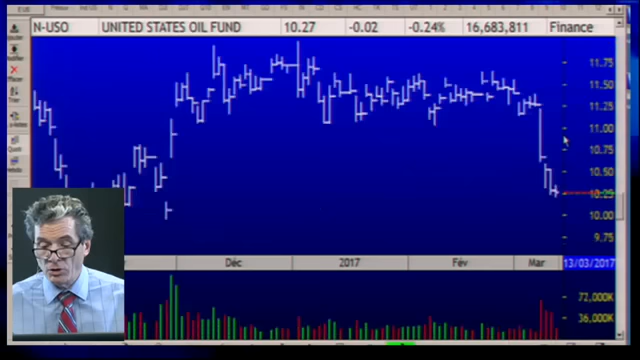 N-USO UNITED STATES OIL FUND 10.27 -0.02 -0.24% 16,683,811 Finance
11.75
11.50
11.25
11.00
10.75
10.50
10.00
9.75
Déc 2017 Fév Mar 13/03/2017
72,000K
36,000K